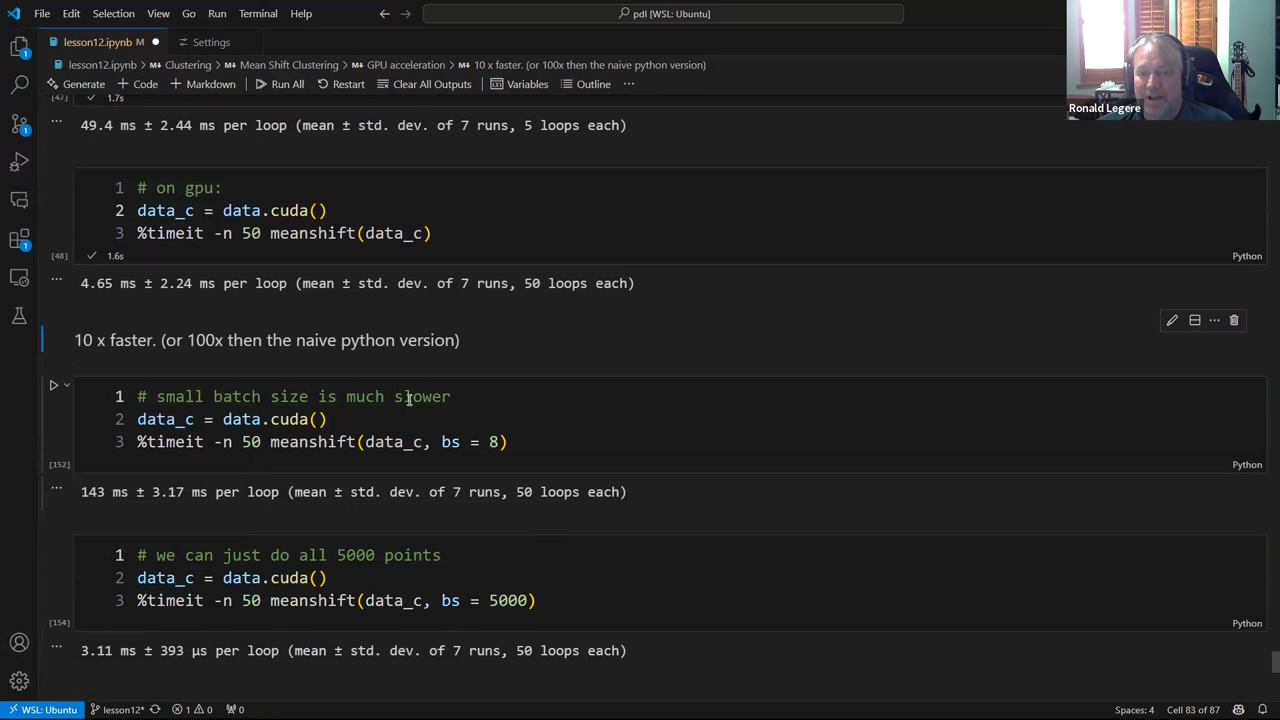 File Edit Selection View Go Run Terminal Help
pdl [WSL: Ubuntu]
lesson12.ipynb M
Settings
lesson12.ipynb > Clustering > Mean Shift Clustering > GPU acceleration > 10 x faster. (or 100x then the naive python version)
Generate + Code + Markdown Run All Restart Clear All Outputs Variables Outline ...
[47] 1.7s
49.4 ms ± 2.44 ms per loop (mean ± std. dev. of 7 runs, 5 loops each)
1 # on gpu:
2 data_c = data.cuda()
3 %timeit -n 50 meanshift(data_c)
[48] 1.6s Python
4.65 ms ± 2.24 ms per loop (mean ± std. dev. of 7 runs, 50 loops each)
10 x faster. (or 100x then the naive python version)
1 # small batch size is much slower
2 data_c = data.cuda()
3 %timeit -n 50 meanshift(data_c, bs = 8)
[152] Python
143 ms ± 3.17 ms per loop (mean ± std. dev. of 7 runs, 50 loops each)
1 # we can just do all 5000 points
2 data_c = data.cuda()
3 %timeit -n 50 meanshift(data_c, bs = 5000)
[154] Python
3.11 ms ± 393 µs per loop (mean ± std. dev. of 7 runs, 50 loops each)
WSL: Ubuntu lesson12* 1 0 0 Spaces: 4 Cell 83 of 87
Ronald Legere
1
1
1